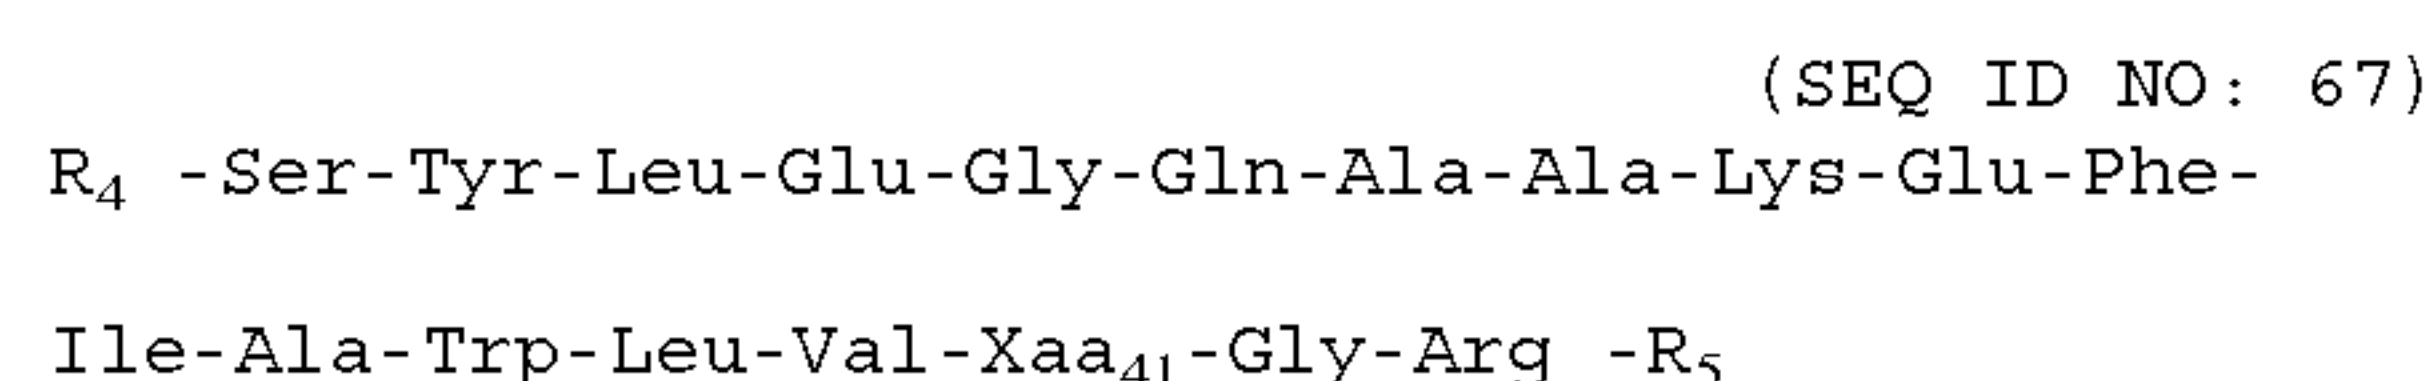 (SEQ ID NO: 67)
R₄ -Ser-Tyr-Leu-Glu-Gly-Gln-Ala-Ala-Lys-Glu-Phe-
Ile-Ala-Trp-Leu-Val-Xaa₄₁-Gly-Arg -R₅